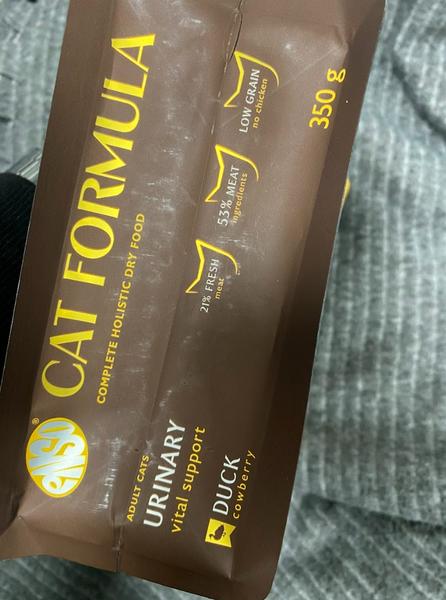 enso®
CAT FORMULA
COMPLETE HOLISTIC DRY FOOD
ADULT CATS
URINARY
vital support
DUCK
cowberry
21% FRESH
meat
53% MEAT
ingredients
LOW GRAIN
no chicken
350 g